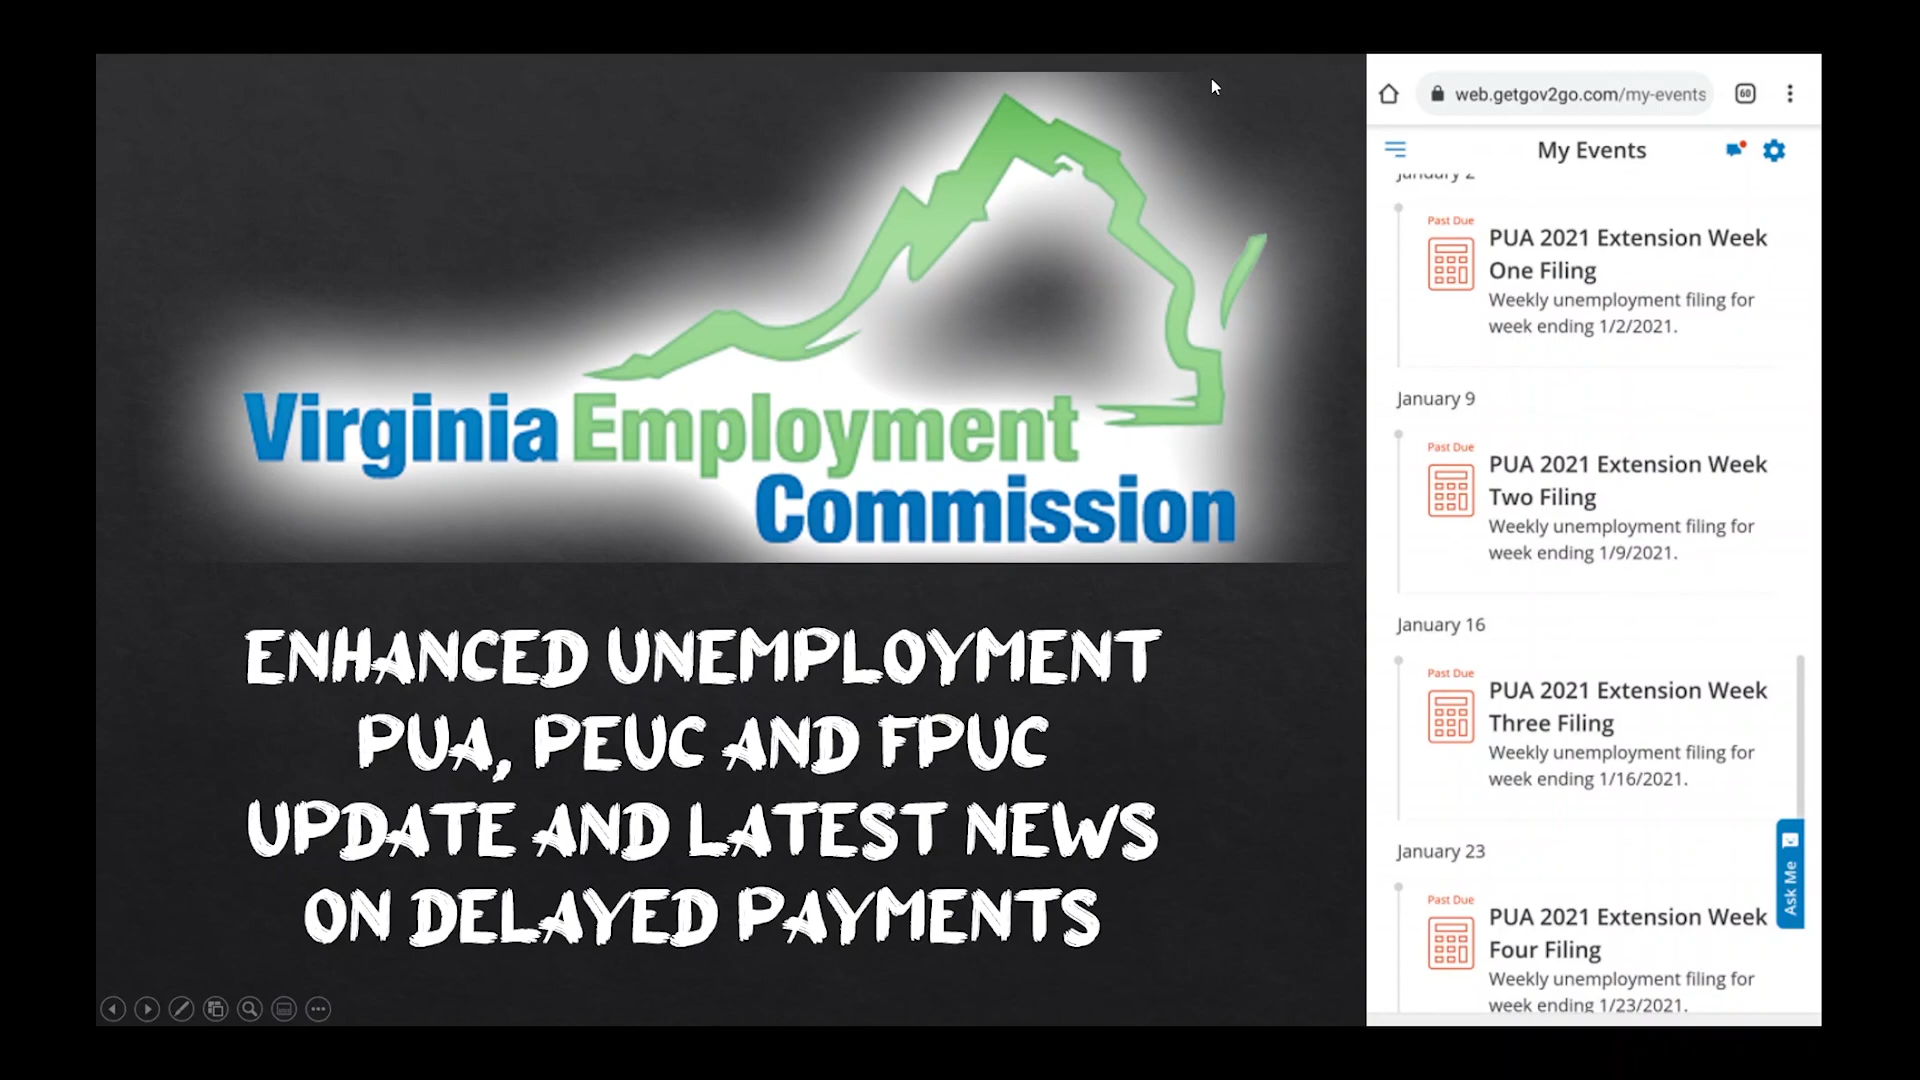 Virginia Employment
Commission
ENHANCED UNEMPLOYMENT
PUA, PEUC AND FPUC
UPDATE AND LATEST NEWS
ON DELAYED PAYMENTS
web.getgov2go.com/my-events
60
My Events
January 2
Past Due
PUA 2021 Extension Week
One Filing
Weekly unemployment filing for
week ending 1/2/2021.
January 9
Past Due
PUA 2021 Extension Week
Two Filing
Weekly unemployment filing for
week ending 1/9/2021.
January 16
Past Due
PUA 2021 Extension Week
Three Filing
Weekly unemployment filing for
week ending 1/16/2021.
January 23
Past Due
PUA 2021 Extension Week
Four Filing
Weekly unemployment filing for
week ending 1/23/2021.
Ask Me